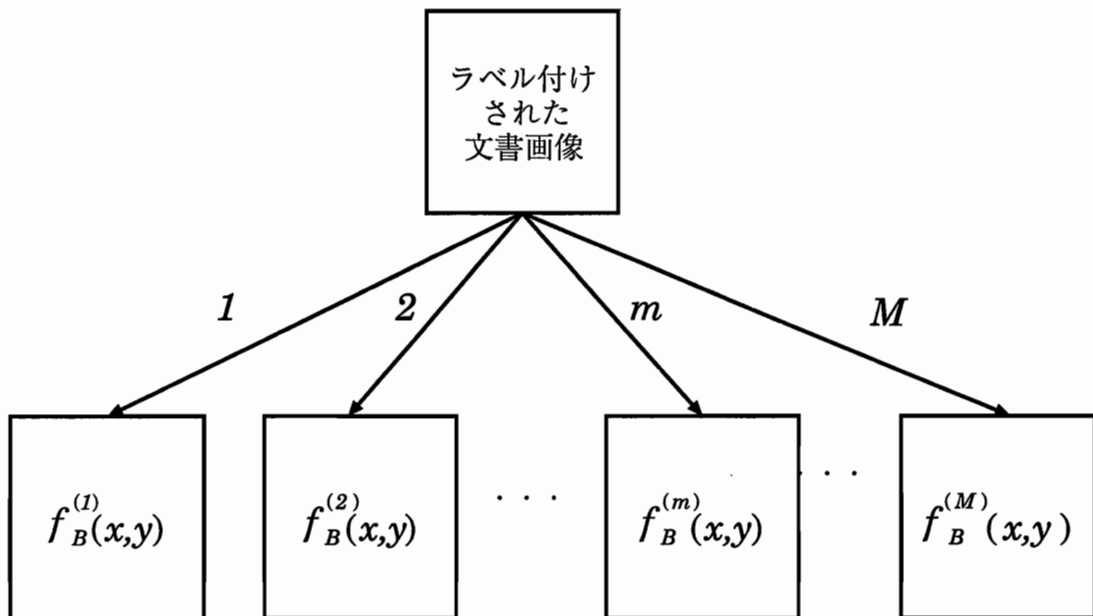 ラベル付け
された
文書画像
1 2 m M
f_B^{(1)}(x,y) f_B^{(2)}(x,y) · · · f_B^{(m)}(x,y) · · · f_B^{(M)}(x,y)